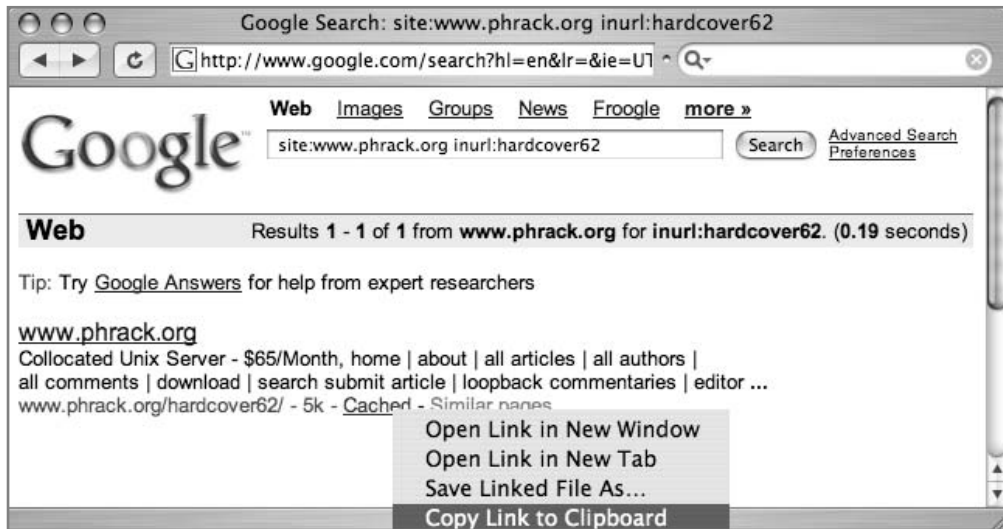 Google Search: site:www.phrack.org inurl:hardcover62
G http://www.google.com/search?hl=en&lr=&ie=UT
Q
Web Images Groups News Froogle more »
Google™
site:www.phrack.org inurl:hardcover62 Search Advanced Search
Preferences
Web Results 1 - 1 of 1 from www.phrack.org for inurl:hardcover62. (0.19 seconds)
Tip: Try Google Answers for help from expert researchers
www.phrack.org
Collocated Unix Server - $65/Month, home | about | all articles | all authors |
all comments | download | search submit article | loopback commentaries | editor ...
www.phrack.org/hardcover62/ - 5k - Cached - Similar pages
Open Link in New Window
Open Link in New Tab
Save Linked File As...
Copy Link to Clipboard